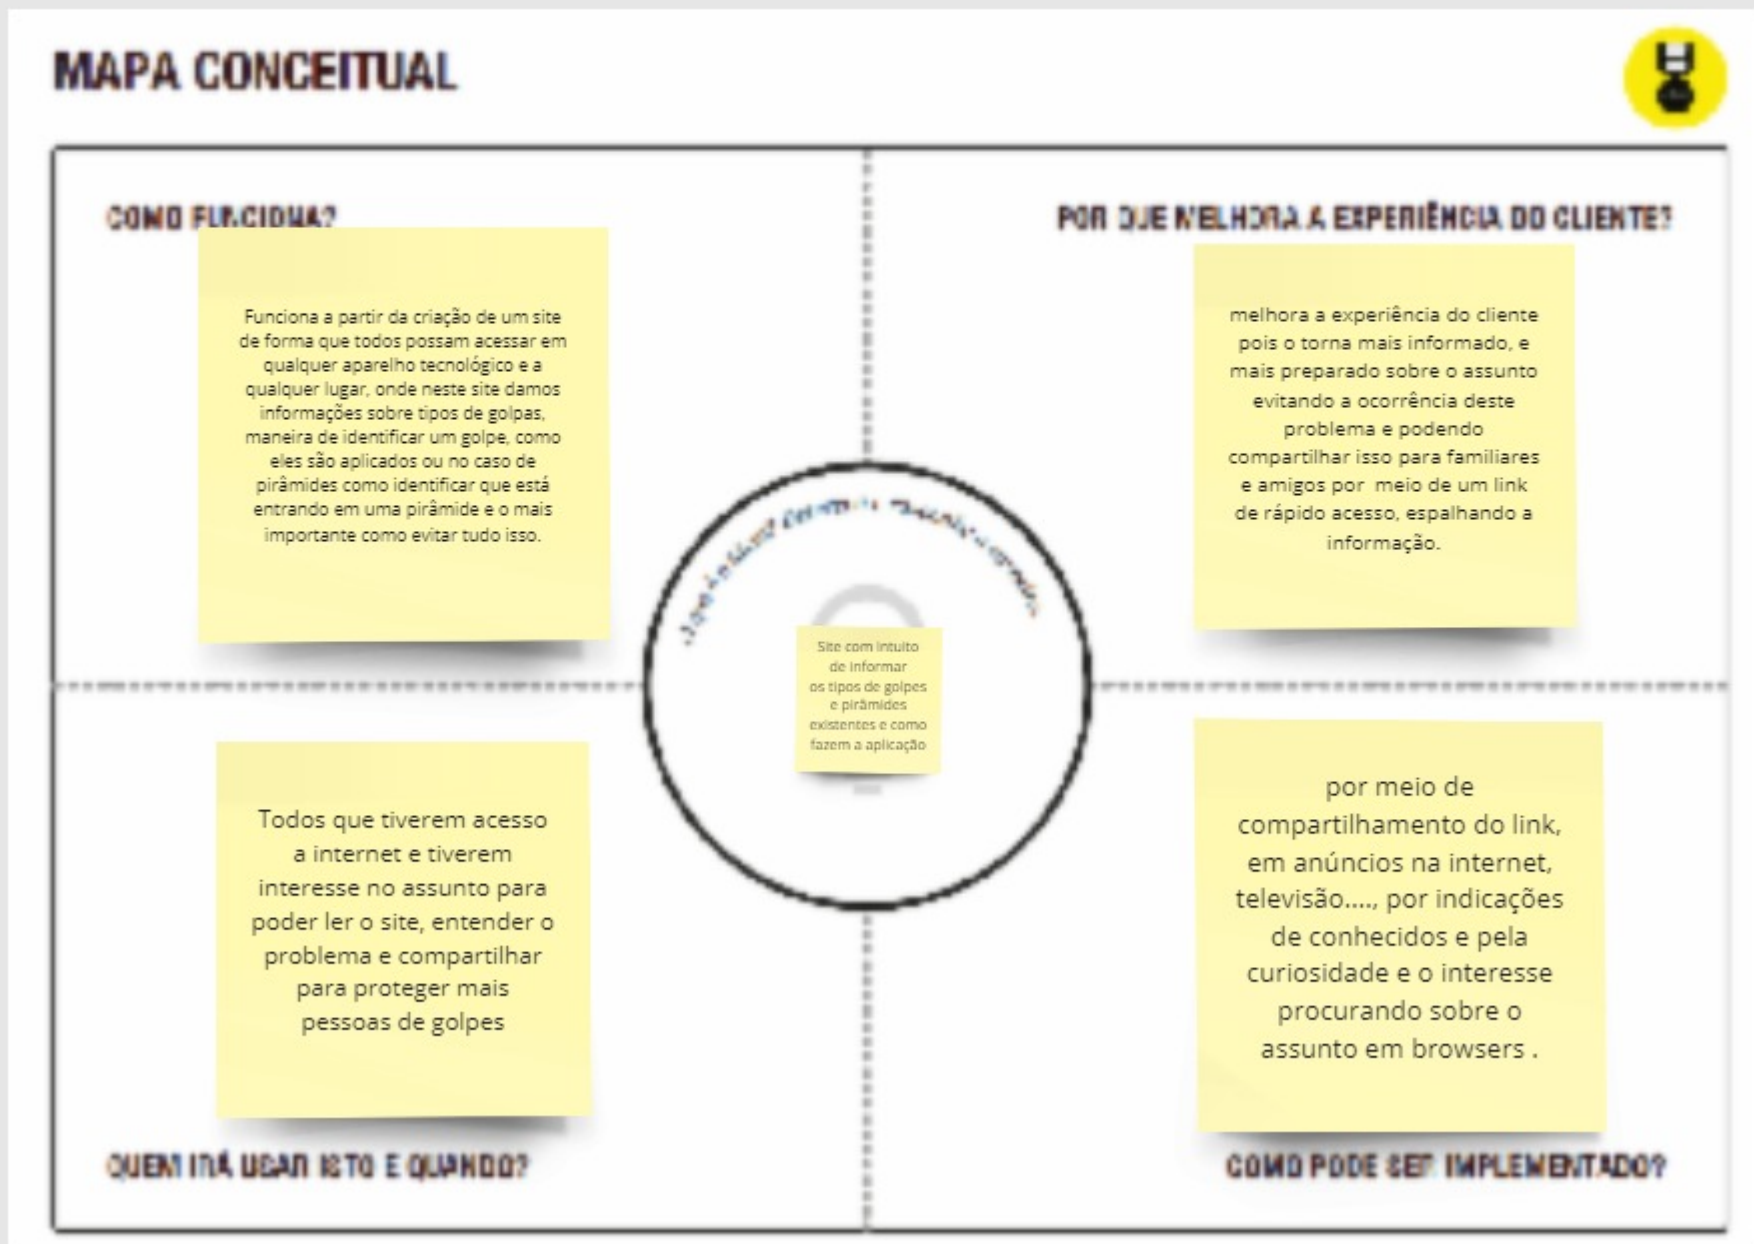 MAPA CONCEITUAL
COMO FUNCIONA?
Funciona a partir da criação de um site
de forma que todos possam acessar em
qualquer aparelho tecnológico e a
qualquer lugar, onde neste site damos
informações sobre tipos de golpas,
maneira de identificar um golpe, como
eles são aplicados ou no caso de
pirâmides como identificar que está
entrando em uma pirâmide e o mais
importante como evitar tudo isso.
POR QUE MELHORA A EXPERIÊNCIA DO CLIENTE?
melhora a experiência do cliente
pois o torna mais informado, e
mais preparado sobre o assunto
evitando a ocorrência deste
problema e podendo
compartilhar isso para familiares
e amigos por meio de um link
de rápido acesso, espalhando a
informação.
Site com intuito
de informar
os tipos de golpes
e pirâmides
existentes e como
fazem a aplicação
Todos que tiverem acesso
a internet e tiverem
interesse no assunto para
poder ler o site, entender o
problema e compartilhar
para proteger mais
pessoas de golpes
QUEM IRÁ USAR ISTO E QUANDO?
por meio de
compartilhamento do link,
em anúncios na internet,
televisão...., por indicações
de conhecidos e pela
curiosidade e o interesse
procurando sobre o
assunto em browsers .
COMO PODE SER IMPLEMENTADO?